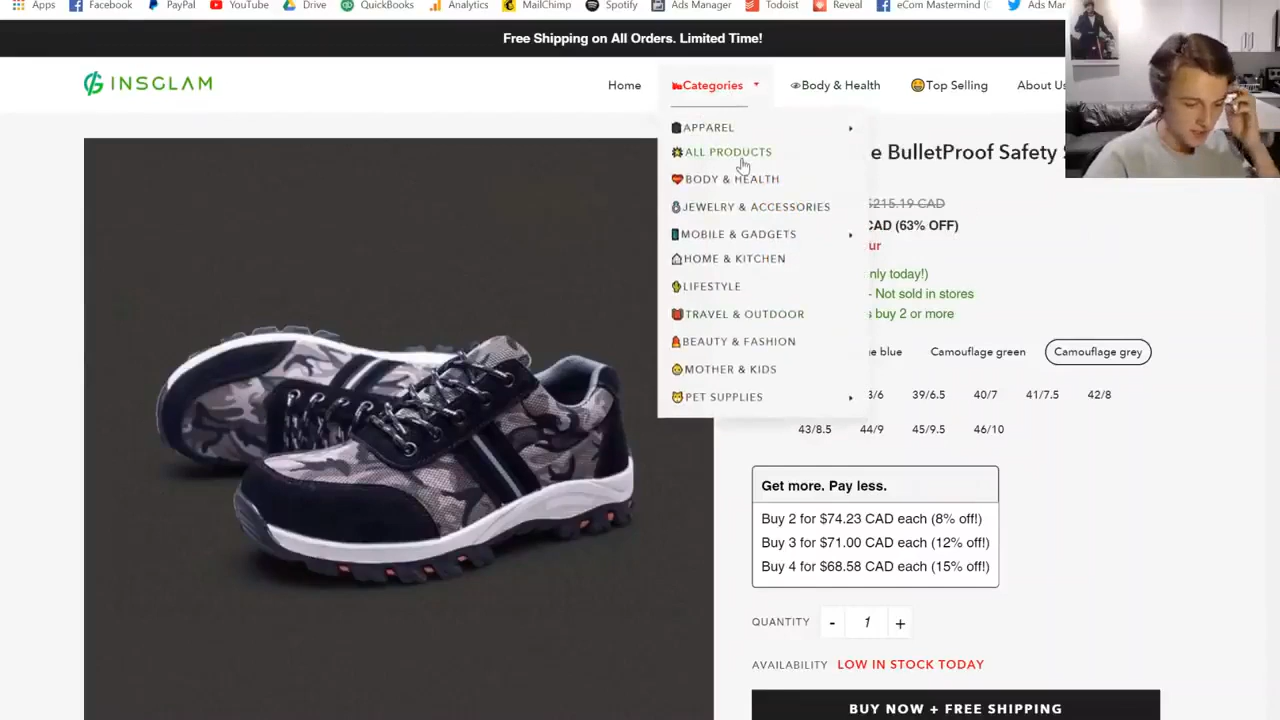 Apps Facebook PayPal YouTube Drive QuickBooks Analytics MailChimp Spotify Ads Manager Todoist Reveal eCom Mastermind Ads Mar
Free Shipping on All Orders. Limited Time!
INSGLAM
Home Categories Body & Health Top Selling About Us
APPAREL
ALL PRODUCTS
BODY & HEALTH
JEWELRY & ACCESSORIES
MOBILE & GADGETS
HOME & KITCHEN
LIFESTYLE
TRAVEL & OUTDOOR
BEAUTY & FASHION
MOTHER & KIDS
PET SUPPLIES
e BulletProof Safety S
$215.19 CAD
CAD (63% OFF)
ur
nly today!)
- Not sold in stores
s buy 2 or more
e blue Camouflage green Camouflage grey
8/6 39/6.5 40/7 41/7.5 42/8
43/8.5 44/9 45/9.5 46/10
Get more. Pay less.
Buy 2 for $74.23 CAD each (8% off!)
Buy 3 for $71.00 CAD each (12% off!)
Buy 4 for $68.58 CAD each (15% off!)
QUANTITY - 1 +
AVAILABILITY LOW IN STOCK TODAY
BUY NOW + FREE SHIPPING